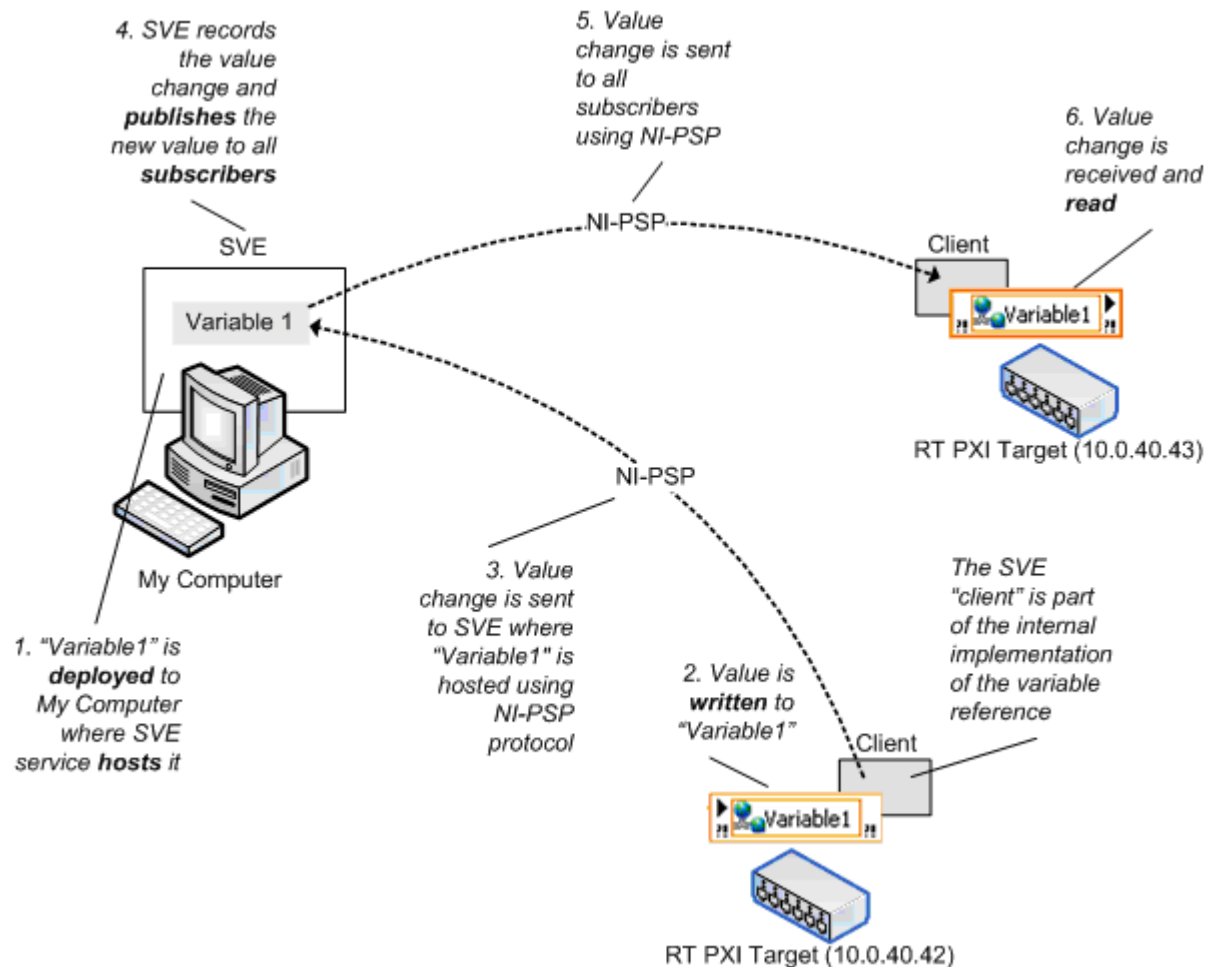 4. SVE records
the value
change and
publishes the
new value to all
subscribers
5. Value
change is sent
to all
subscribers
using NI-PSP
6. Value
change is
received and
read
SVE
NI-PSP
Client
Variable 1
?!
Variable1
?!
RT PXI Target (10.0.40.43)
NI-PSP
My Computer
1. “Variable1” is
deployed to
My Computer
where SVE
service hosts it
3. Value
change is sent
to SVE where
“Variable1" is
hosted using
NI-PSP
protocol
2. Value is
written to
“Variable1”
The SVE
“client” is part
of the internal
implementation
of the variable
reference
Client
?!
Variable1
?!
RT PXI Target (10.0.40.42)